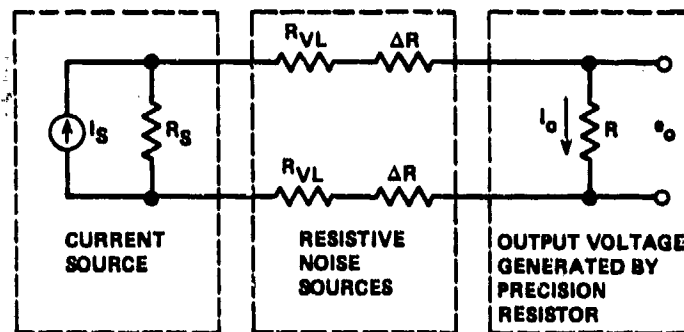 R_VL ΔR
I_S R_S I_o R e_o
R_VL ΔR
CURRENT SOURCE
RESISTIVE NOISE SOURCES
OUTPUT VOLTAGE GENERATED BY PRECISION RESISTOR